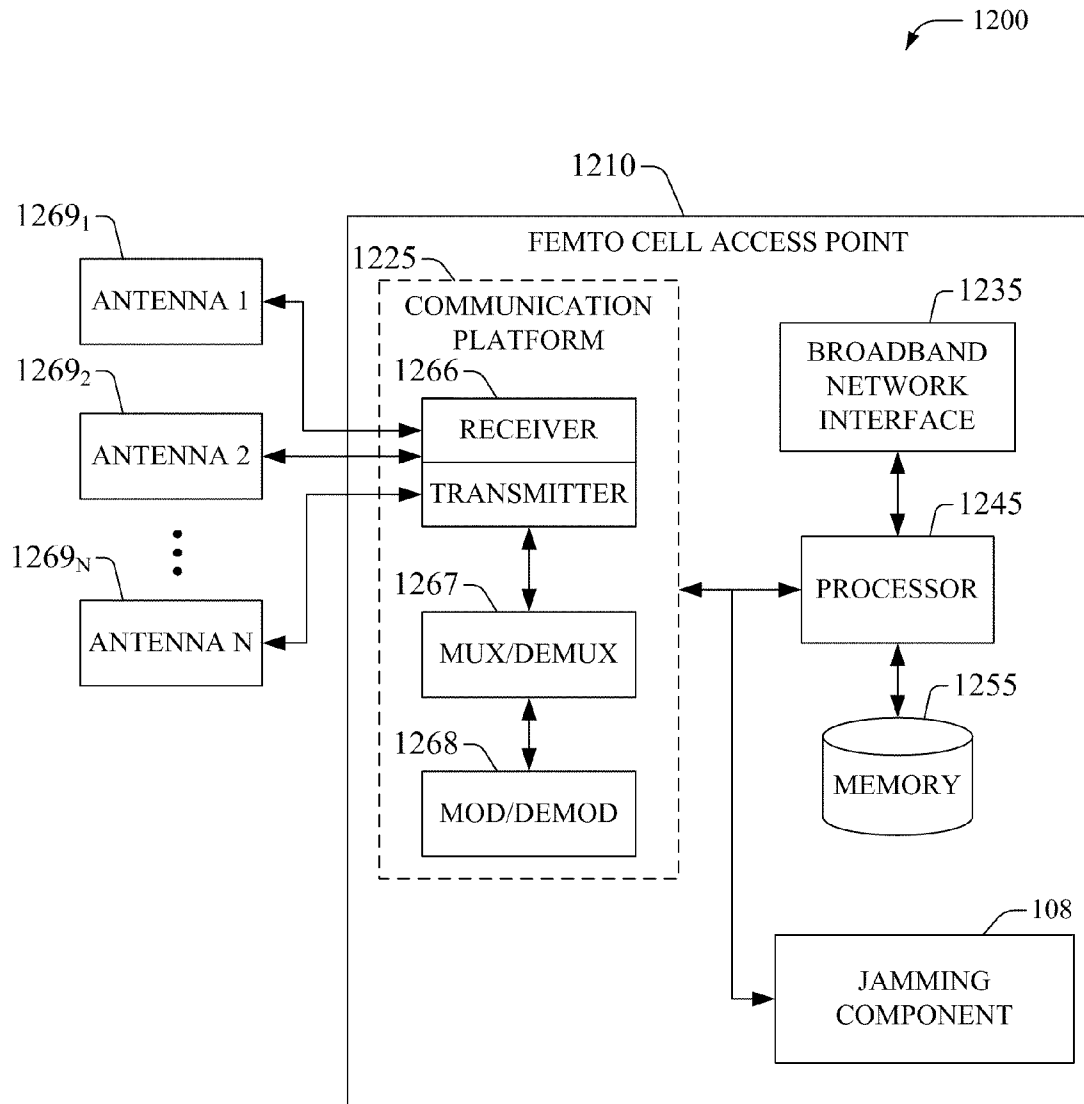 1200
1210
FEMTO CELL ACCESS POINT
1269₁
ANTENNA 1
1269₂
ANTENNA 2
1269N
ANTENNA N
1225
COMMUNICATION
PLATFORM
1266
RECEIVER
TRANSMITTER
1267
MUX/DEMUX
1268
MOD/DEMOD
1235
BROADBAND
NETWORK
INTERFACE
1245
PROCESSOR
1255
MEMORY
108
JAMMING
COMPONENT